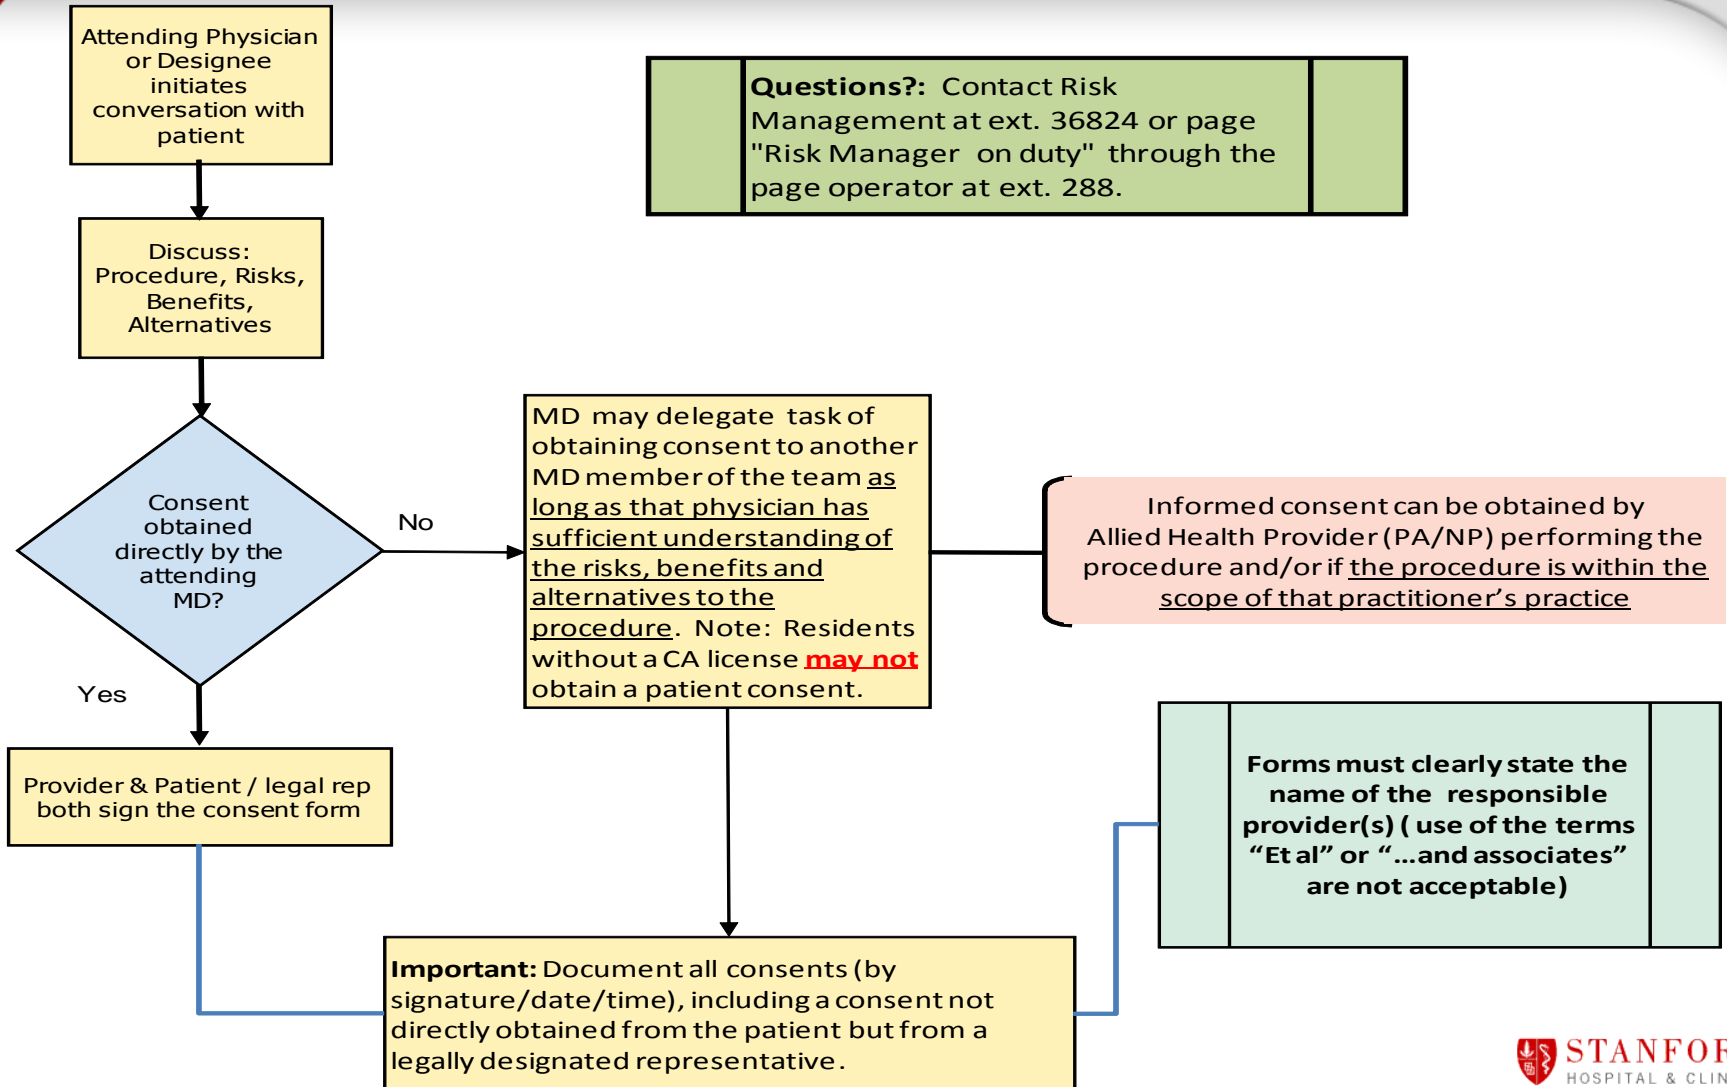 Attending Physician
or Designee
initiates
conversation with
patient
Questions?: Contact Risk
Management at ext. 36824 or page
"Risk Manager on duty" through the
page operator at ext. 288.
Discuss:
Procedure, Risks,
Benefits,
Alternatives
Consent
obtained
directly by the
attending
MD?
No
Yes
MD may delegate task of
obtaining consent to another
MD member of the team as
long as that physician has
sufficient understanding of
the risks, benefits and
alternatives to the
procedure. Note: Residents
without a CA license may not
obtain a patient consent.
Informed consent can be obtained by
Allied Health Provider (PA/NP) performing the
procedure and/or if the procedure is within the
scope of that practitioner’s practice
Provider & Patient / legal rep
both sign the consent form
Forms must clearly state the
name of the responsible
provider(s) ( use of the terms
“Et al” or “...and associates”
are not acceptable)
Important: Document all consents (by
signature/date/time), including a consent not
directly obtained from the patient but from a
legally designated representative.
STANFOR
HOSPITAL & CLIN